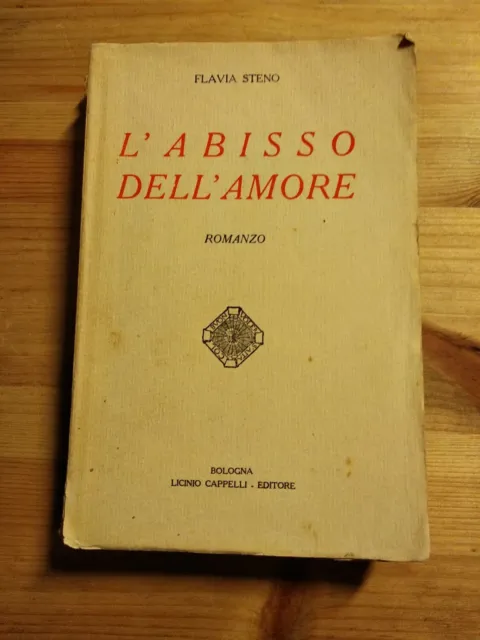 FLAVIA STENO
L'ABISSO
DELL'AMORE
ROMANZO
BOLOGNA
LICINIO CAPPELLI - EDITORE